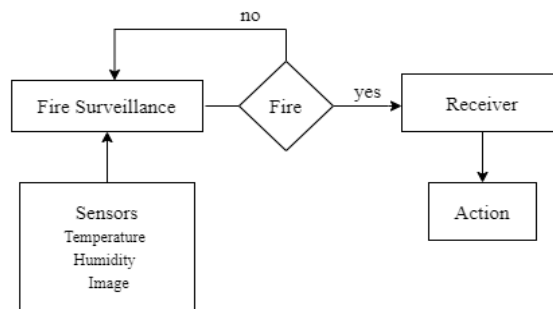 no
Fire Surveillance
Fire
yes
Receiver
Sensors
Temperature
Humidity
Image
Action